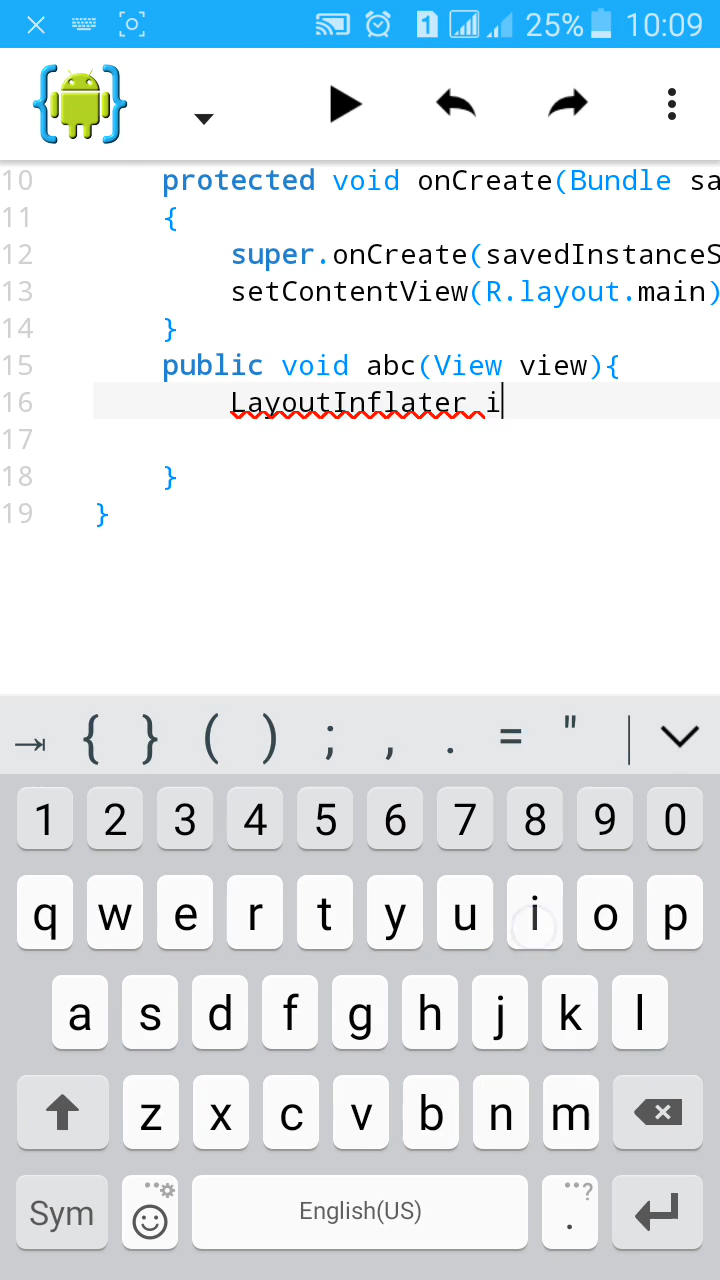 25% 10:09
10 protected void onCreate(Bundle sa
11 {
12 super.onCreate(savedInstanceS
13 setContentView(R.layout.main)
14 }
15 public void abc(View view){
16 LayoutInflater i
17
18 }
19 }
{ } ( ) ; , . = " |
1 2 3 4 5 6 7 8 9 0
q w e r t y u i o p
a s d f g h j k l
z x c v b n m
Sym English(US) . ?